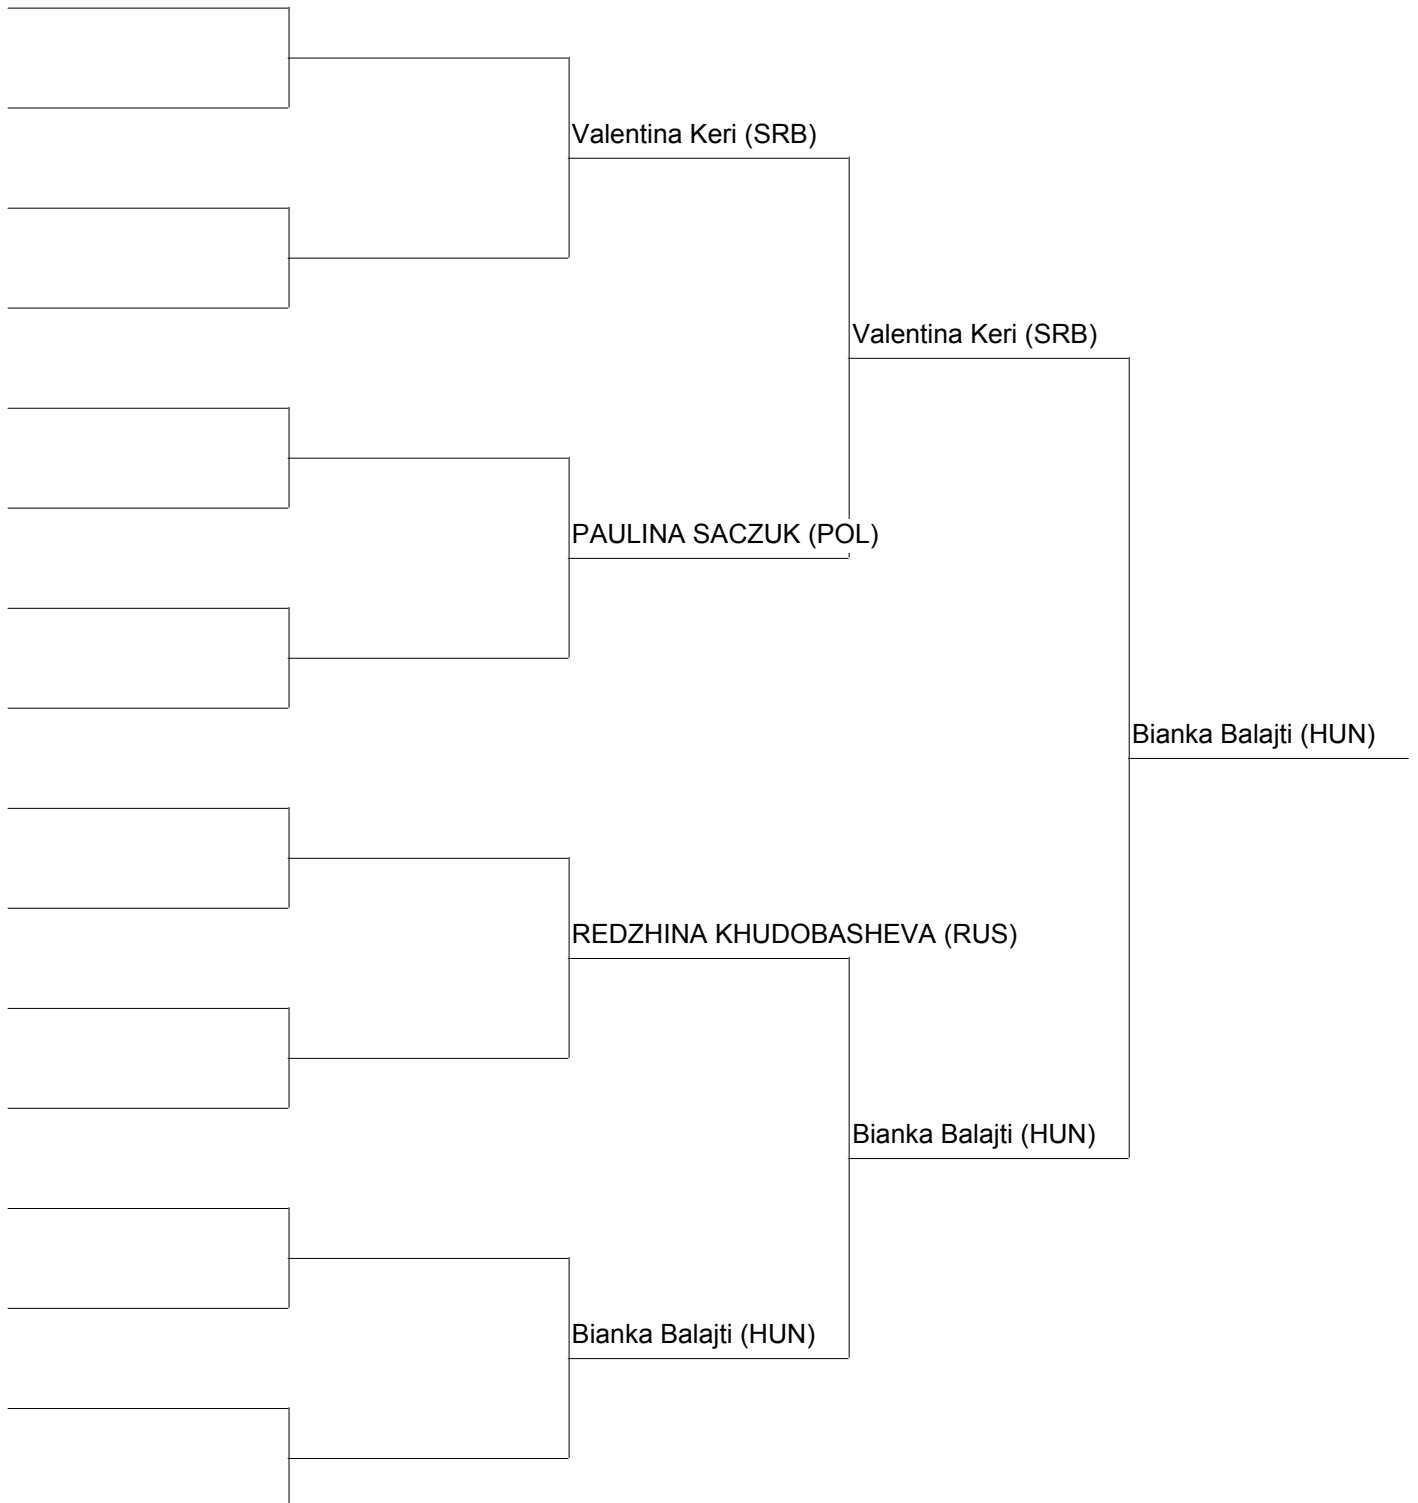 Valentina Keri (SRB)
Valentina Keri (SRB)
PAULINA SACZUK (POL)
Bianka Balajti (HUN)
REDZHINA KHUDOBASHEVA (RUS)
Bianka Balajti (HUN)
Bianka Balajti (HUN)